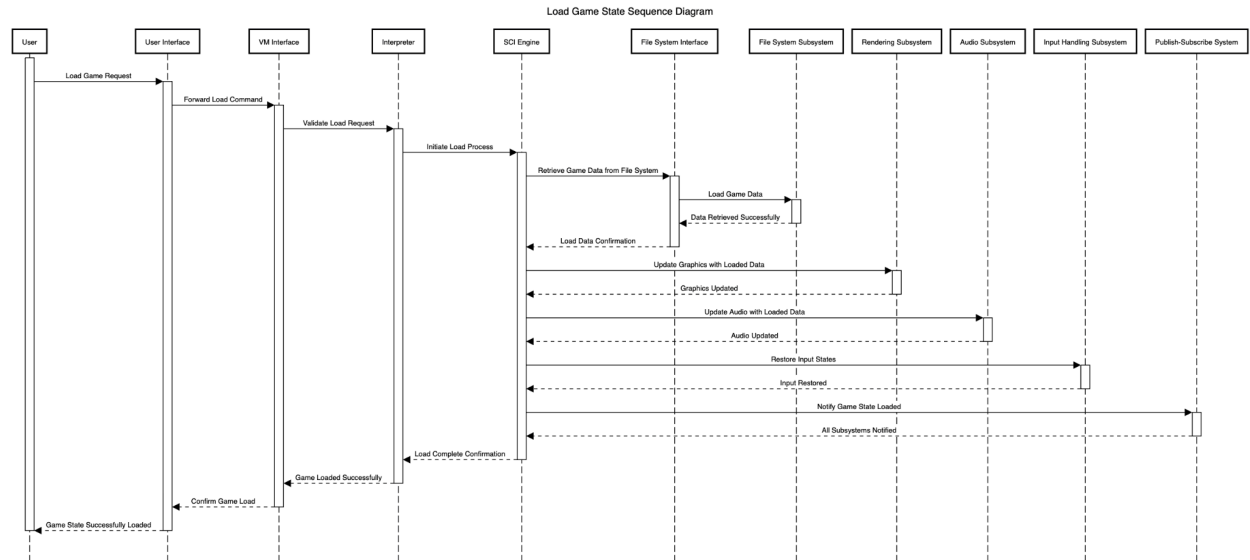 Load Game State Sequence Diagram
User
User Interface
VM Interface
Interpreter
SCI Engine
File System Interface
File System Subsystem
Rendering Subsystem
Audio Subsystem
Input Handling Subsystem
Publish-Subscribe System
Load Game Request
Forward Load Command
Validate Load Request
Initiate Load Process
Retrieve Game Data from File System
Load Game Data
Data Retrieved Successfully
Load Data Confirmation
Update Graphics with Loaded Data
Graphics Updated
Update Audio with Loaded Data
Audio Updated
Restore Input States
Input Restored
Notify Game State Loaded
All Subsystems Notified
Load Complete Confirmation
Game Loaded Successfully
Confirm Game Load
Game State Successfully Loaded